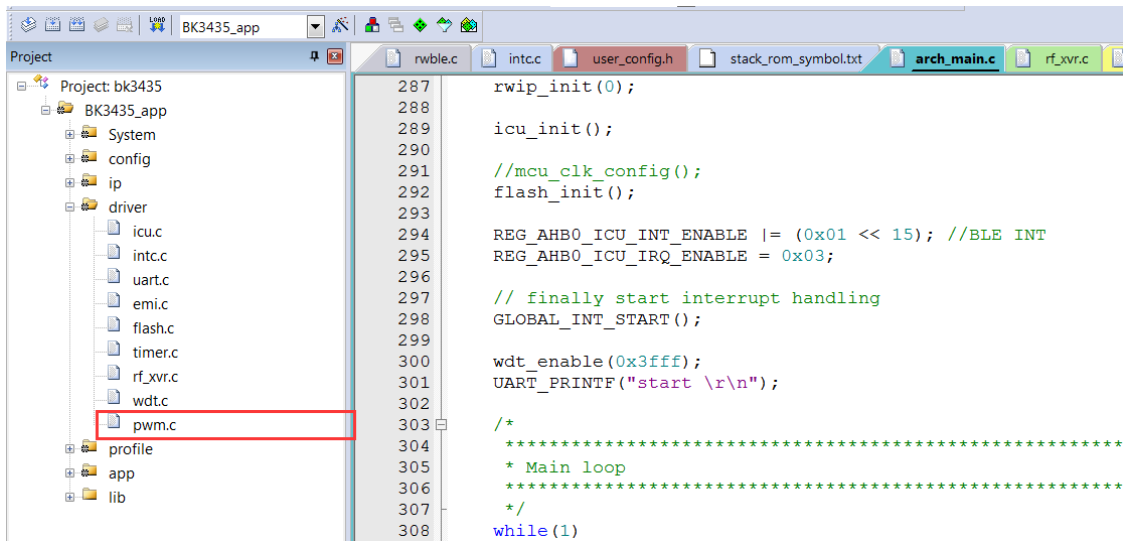 LOAD
BK3435_app
Project
Project: bk3435
BK3435_app
System
config
ip
driver
icu.c
intc.c
uart.c
emi.c
flash.c
timer.c
rf_xvr.c
wdt.c
pwm.c
profile
app
lib
rwble.c intc.c user_config.h stack_rom_symbol.txt arch_main.c rf_xvr.c
287 rwip_init(0);
288
289 icu_init();
290
291 //mcu_clk_config();
292 flash_init();
293
294 REG_AHB0_ICU_INT_ENABLE |= (0x01 << 15); //BLE INT
295 REG_AHB0_ICU_IRQ_ENABLE = 0x03;
296
297 // finally start interrupt handling
298 GLOBAL_INT_START();
299
300 wdt_enable(0x3fff);
301 UART_PRINTF("start \r\n");
302
303 /*
304 **********************************************************
305 * Main loop
306 **********************************************************
307 */
308 while(1)